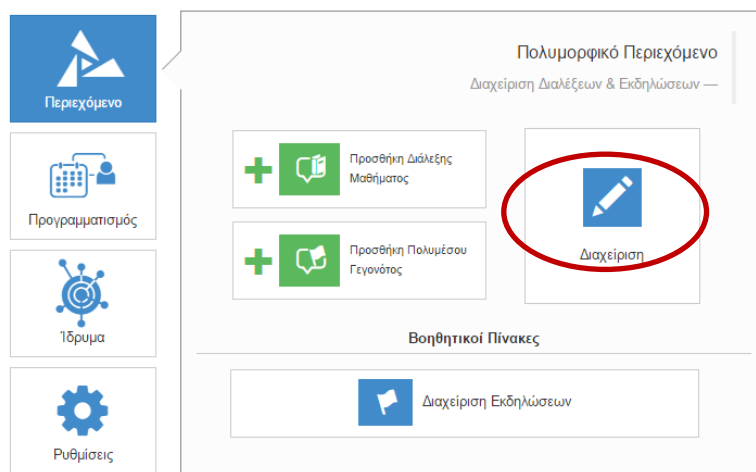 Περιεχόμενο
Προγραμματισμός
Ίδρυμα
Ρυθμίσεις
Πολυμορφικό Περιεχόμενο
Διαχείριση Διαλέξεων & Εκδηλώσεων —
Προσθήκη Διάλεξης
Μαθήματος
Προσθήκη Πολυμέσου
Γεγονότος
Διαχείριση
Βοηθητικοί Πίνακες
Διαχείριση Εκδηλώσεων